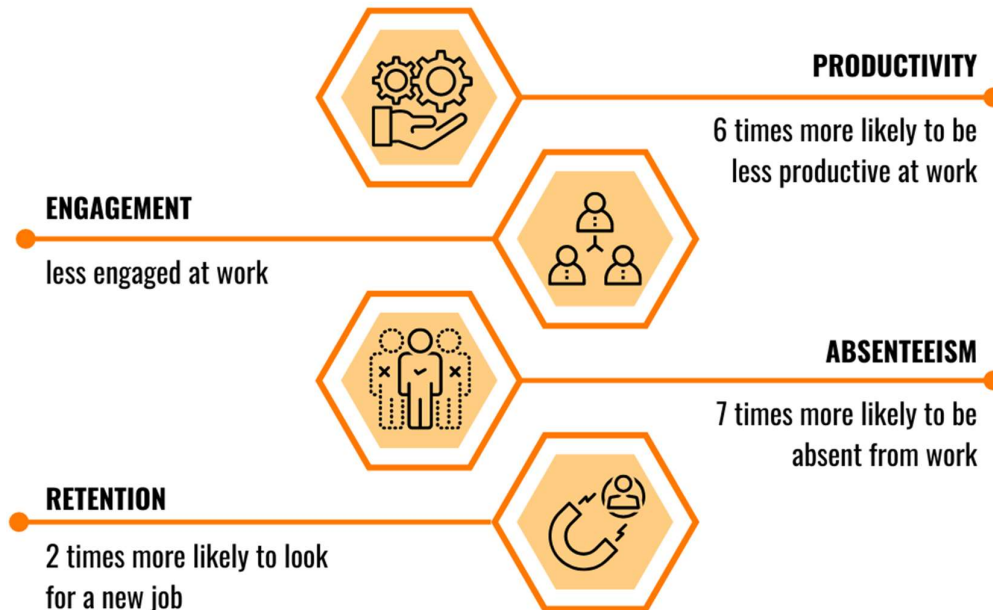 PRODUCTIVITY
6 times more likely to be
less productive at work
ENGAGEMENT
less engaged at work
ABSENTEEISM
7 times more likely to be
absent from work
RETENTION
2 times more likely to look
for a new job